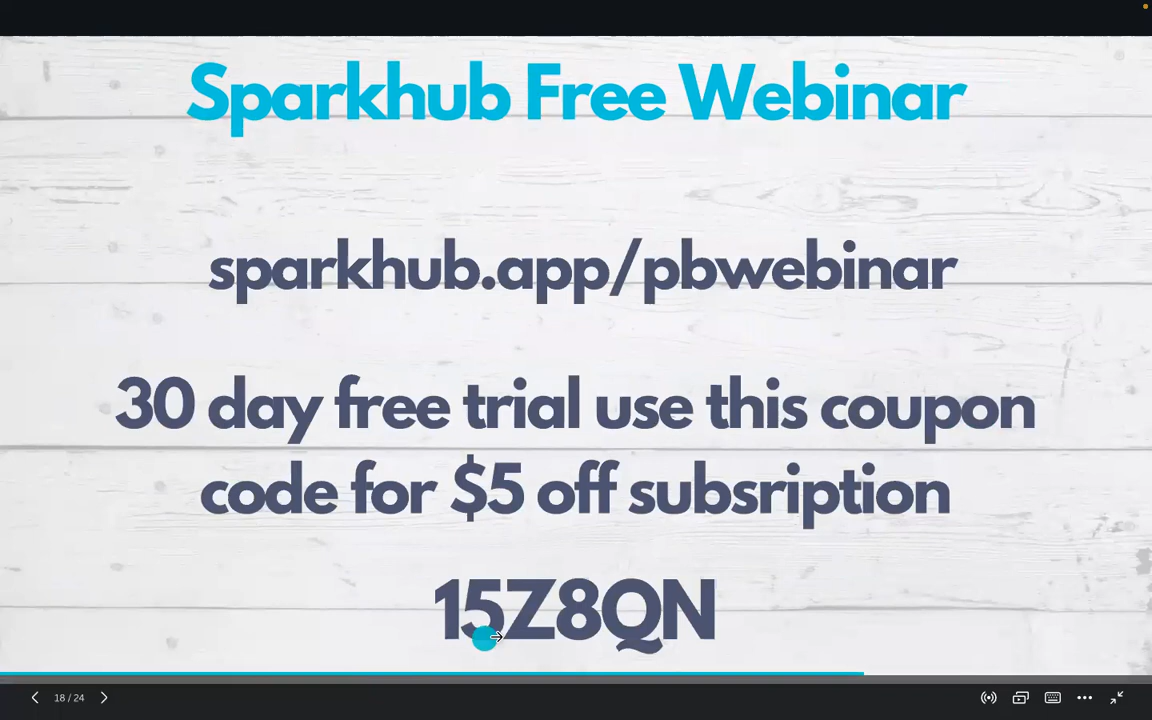 Sparkhub Free Webinar
sparkhub.app/pbwebinar
30 day free trial use this coupon
code for $5 off subsription
15Z8QN
18 / 24